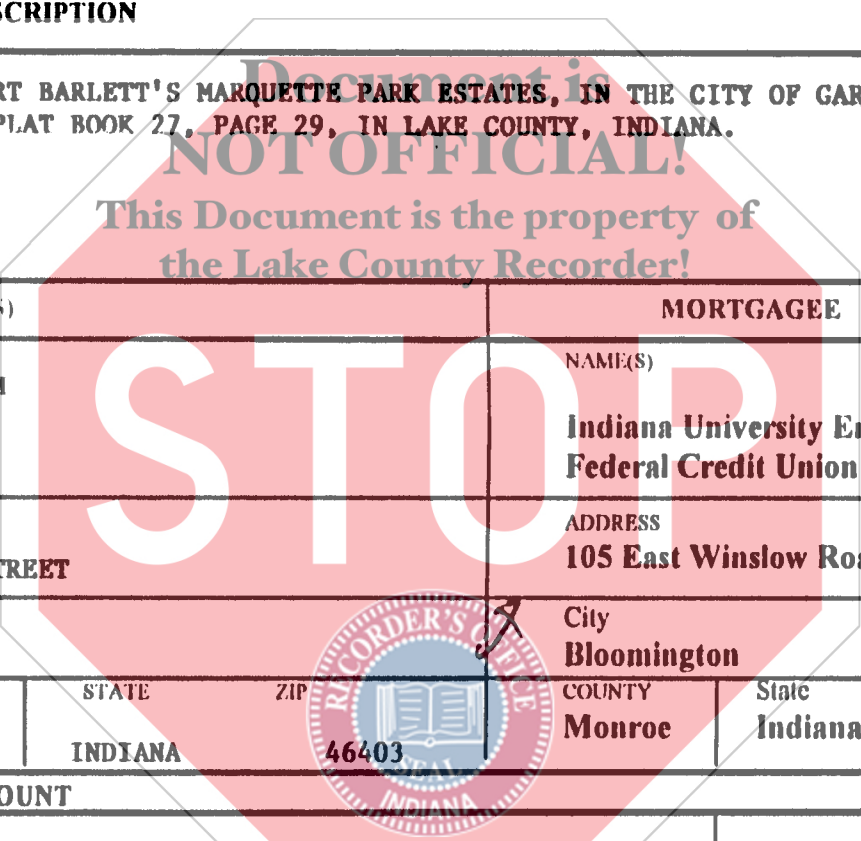 SCRIPTION
RT BARLETT'S MARQUETTE PARK ESTATES, IN THE CITY OF GAR
PLAT BOOK 27, PAGE 29, IN LAKE COUNTY, INDIANA.
Document is
NOT OFFICIAL!
This Document is the property of
the Lake County Recorder!
S)
MORTGAGEE
STOP
NAME(S)
Indiana University E
Federal Credit Union
ADDRESS
105 East Winslow Roa
TREET
City
Bloomington
STATE ZIP
INDIANA 46403
COUNTY State
Monroe Indiana
RECORDER'S OFFICE
SEAL
INDIANA
OUNT